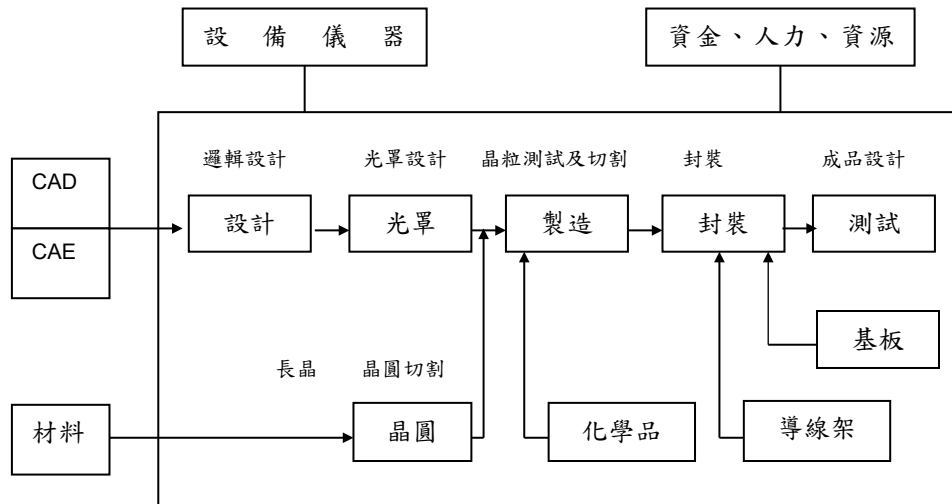 設備儀器
資金、人力、資源
邏輯設計
光罩設計
晶粒測試及切割
封裝
成品設計
CAD
CAE
設計
光罩
製造
封裝
測試
基板
長晶
晶圓切割
材料
晶圓
化學品
導線架